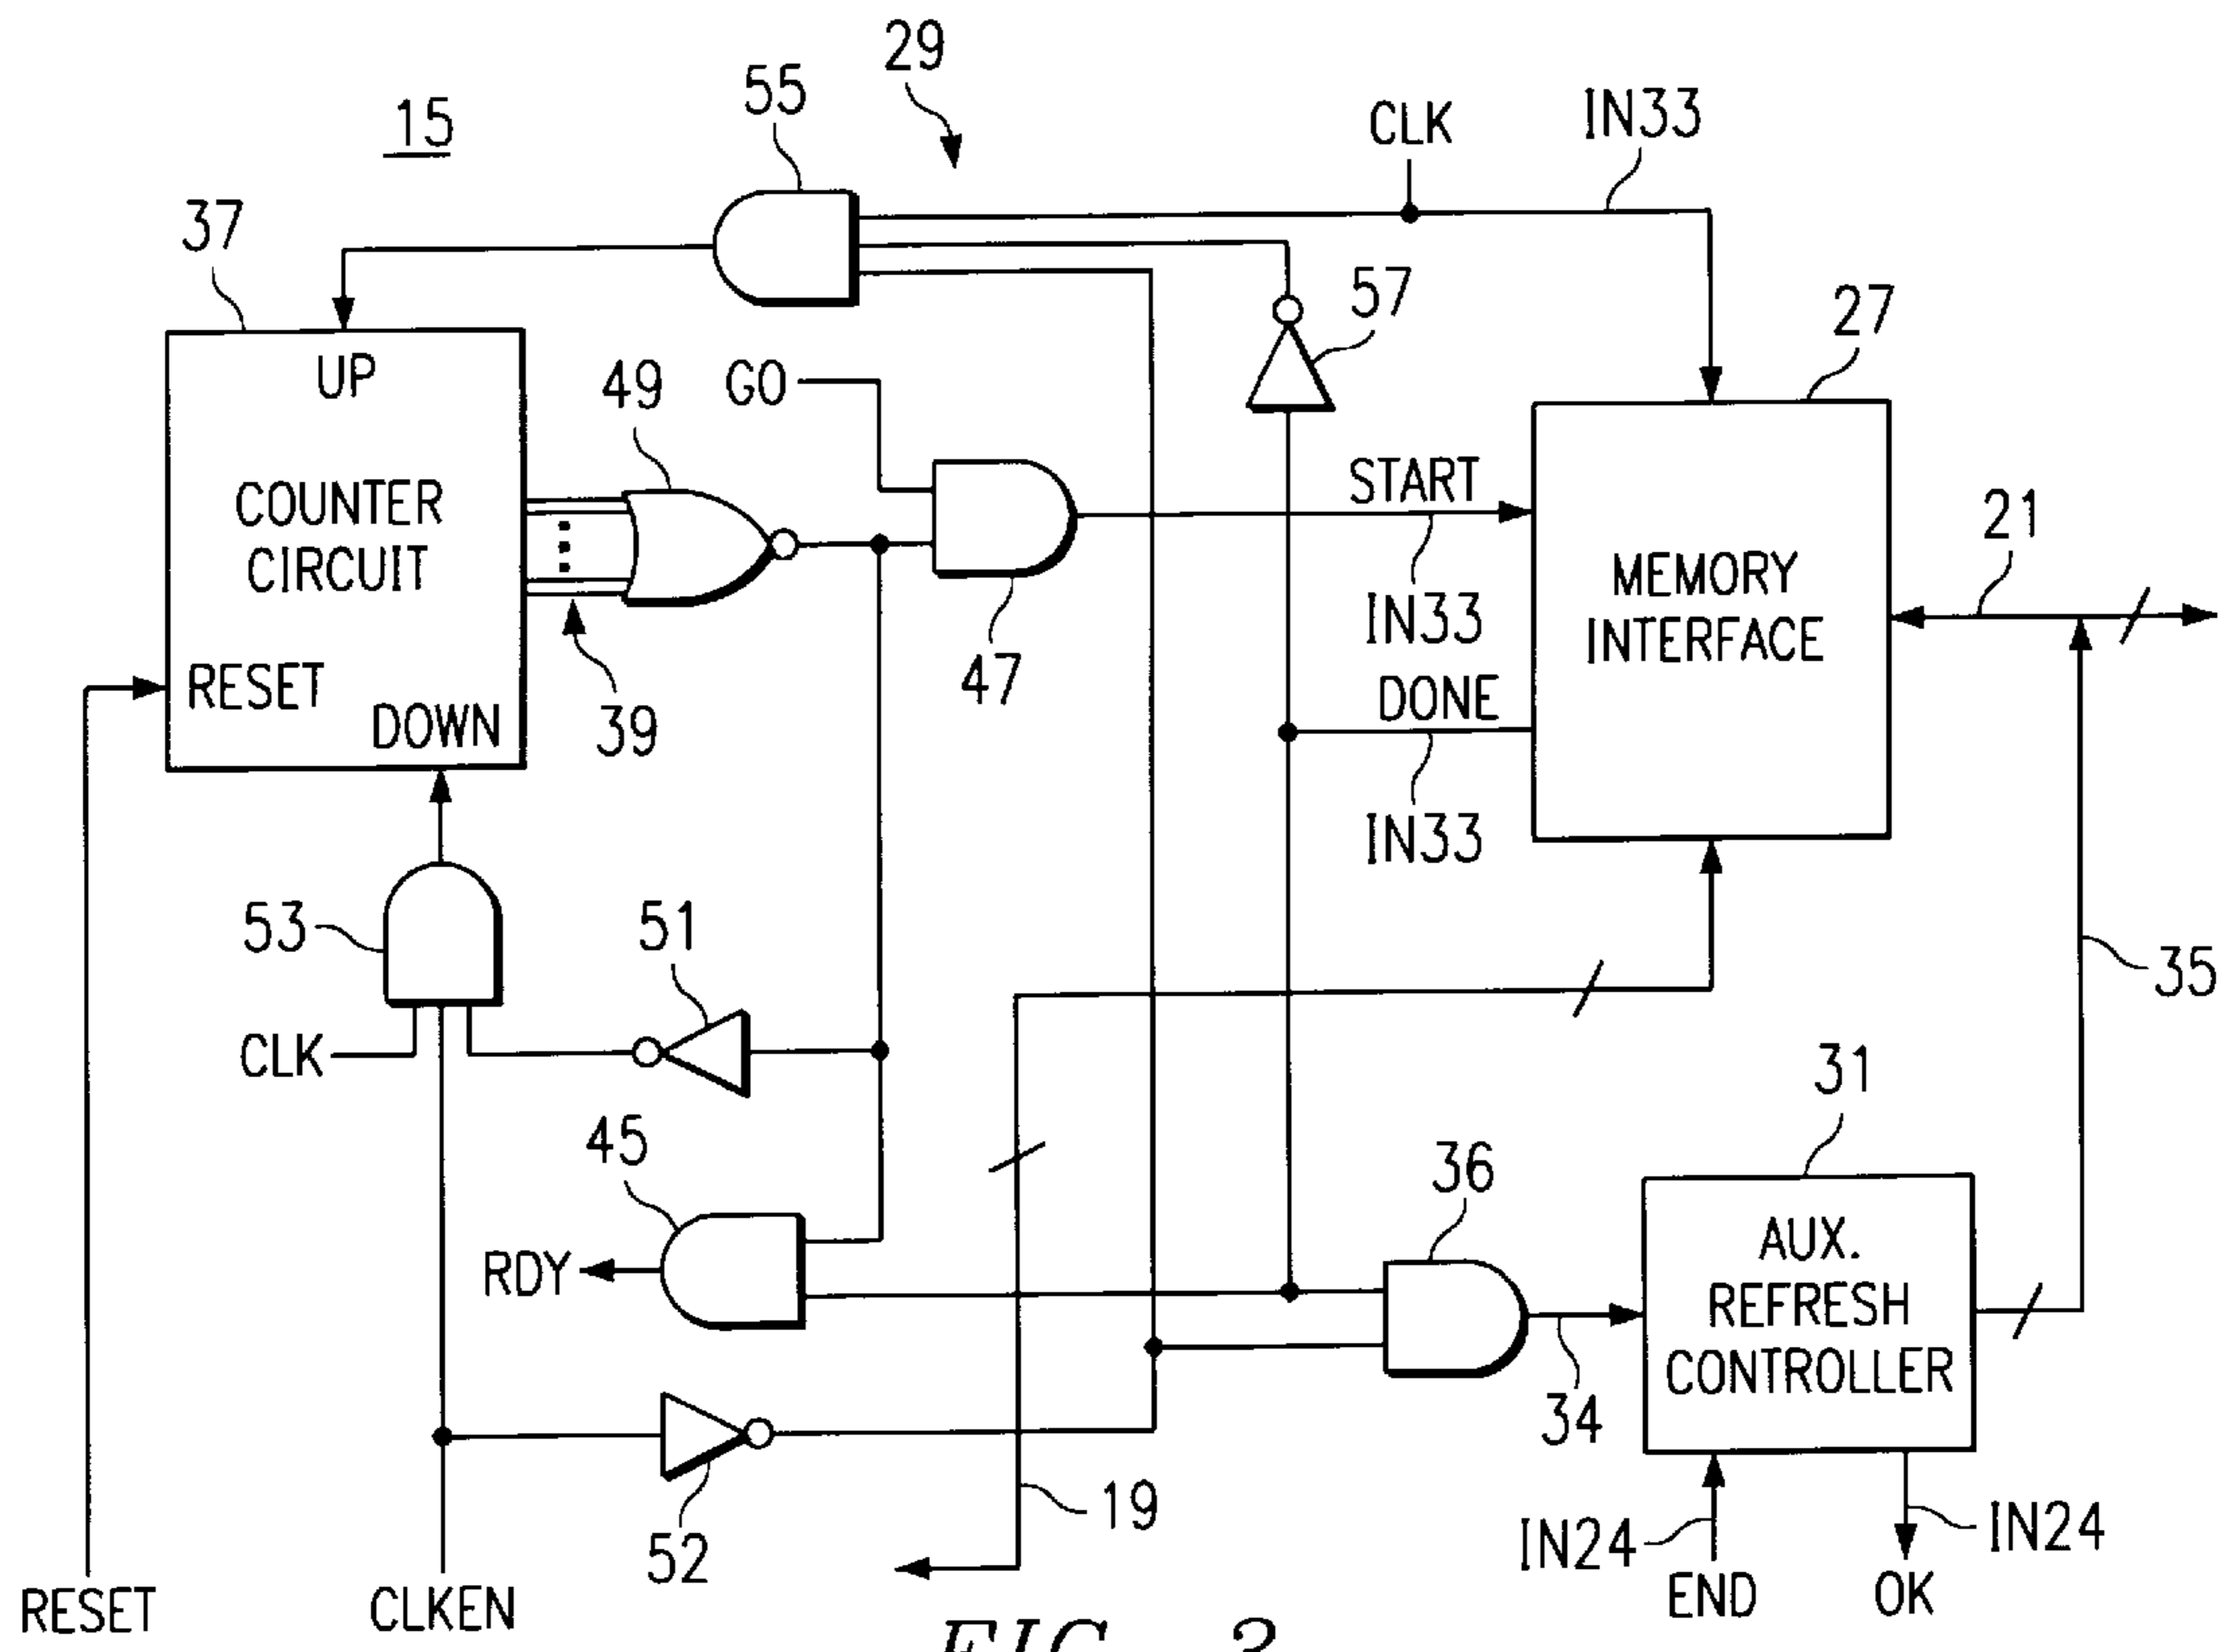 29
55
CLK
IN33
15
37
57
27
UP
GO
49
START
21
COUNTER
CIRCUIT
MEMORY
INTERFACE
IN33
47
RESET
DONE
DOWN
39
IN33
53
51
35
CLK
31
45
36
AUX.
REFRESH
CONTROLLER
RDY
34
19
52
IN24
IN24
RESET
CLKEN
END
OK
FIG. 2